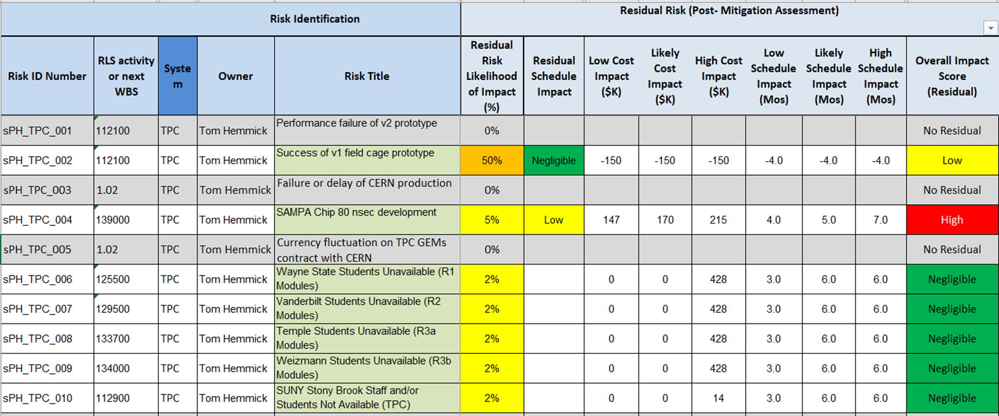 Risk Identification
Residual Risk (Post- Mitigation Assessment)
Risk ID Number
RLS activity
or next
WBS
Syste
m
Owner
Risk Title
Residual
Risk
Likelihood
of Impact
(%)
Residual
Schedule
Impact
Low Cost
Impact
($K)
Likely
Cost
Impact
($K)
High Cost
Impact
($K)
Low
Schedule
Impact
(Mos)
Likely
Schedule
Impact
(Mos)
High
Schedule
Impact
(Mos)
Overall Impact
Score
(Residual)
sPH_TPC_001 112100 TPC Tom Hemmick Performance failure of v2 prototype 0% No Residual
sPH_TPC_002 112100 TPC Tom Hemmick Success of v1 field cage prototype 50% Negligible -150 -150 -150 -4.0 -4.0 -4.0 Low
sPH_TPC_003 1.02 TPC Tom Hemmick Failure or delay of CERN production 0% No Residual
sPH_TPC_004 139000 TPC Tom Hemmick SAMPA Chip 80 nsec development 5% Low 147 170 215 4.0 5.0 7.0 High
sPH_TPC_005 1.02 TPC Tom Hemmick Currency fluctuation on TPC GEMs
contract with CERN 0% No Residual
sPH_TPC_006 125500 TPC Tom Hemmick Wayne State Students Unavailable (R1
Modules) 2% 0 0 428 3.0 6.0 6.0 Negligible
sPH_TPC_007 129500 TPC Tom Hemmick Vanderbilt Students Unavailable (R2
Modules) 2% 0 0 428 3.0 6.0 6.0 Negligible
sPH_TPC_008 133700 TPC Tom Hemmick Temple Students Unavailable (R3a
Modules) 2% 0 0 428 3.0 6.0 6.0 Negligible
sPH_TPC_009 134000 TPC Tom Hemmick Weizmann Students Unavailable (R3b
Modules) 2% 0 0 428 3.0 6.0 6.0 Negligible
sPH_TPC_010 112900 TPC Tom Hemmick SUNY Stony Brook Staff and/or
Students Not Available (TPC) 2% 0 0 14 3.0 6.0 6.0 Negligible